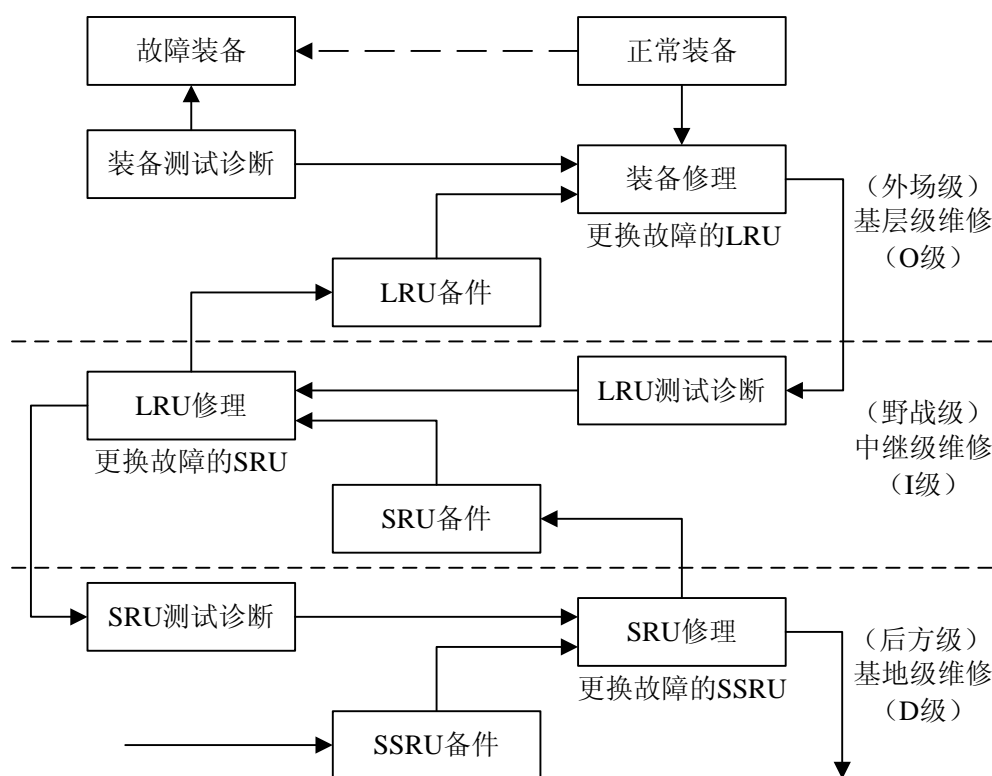 故障装备
正常装备
装备测试诊断
装备修理
更换故障的LRU
（外场级）
基层级维修
（O级）
LRU备件
LRU测试诊断
LRU修理
更换故障的SRU
（野战级）
中继级维修
（I级）
SRU备件
SRU测试诊断
SRU修理
更换故障的SSRU
（后方级）
基地级维修
（D级）
SSRU备件